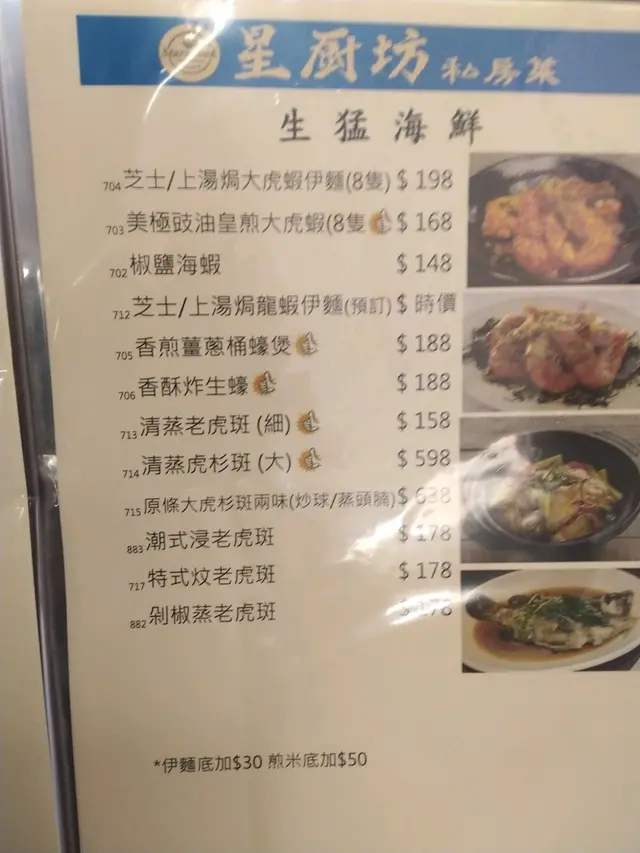 星厨坊 私房菜
生猛海鮮
704 芝士/上湯焗大虎蝦伊麵(8隻) $ 198
703 美極豉油皇煎大虎蝦(8隻 $ 168
702 椒鹽海蝦 $ 148
712 芝士/上湯焗龍蝦伊麵(預訂) $ 時價
705 香煎薑蔥桶蠔煲 $ 188
706 香酥炸生蠔 $ 188
713 清蒸老虎斑 (細) $ 158
714 清蒸虎杉斑 (大) $ 598
715 原條大虎杉斑兩味(炒球/蒸頭腩) $ 638
883 潮式浸老虎斑 $ 178
717 特式炆老虎斑 $ 178
882 剁椒蒸老虎斑 $ 178
*伊麵底加$30 煎米底加$50